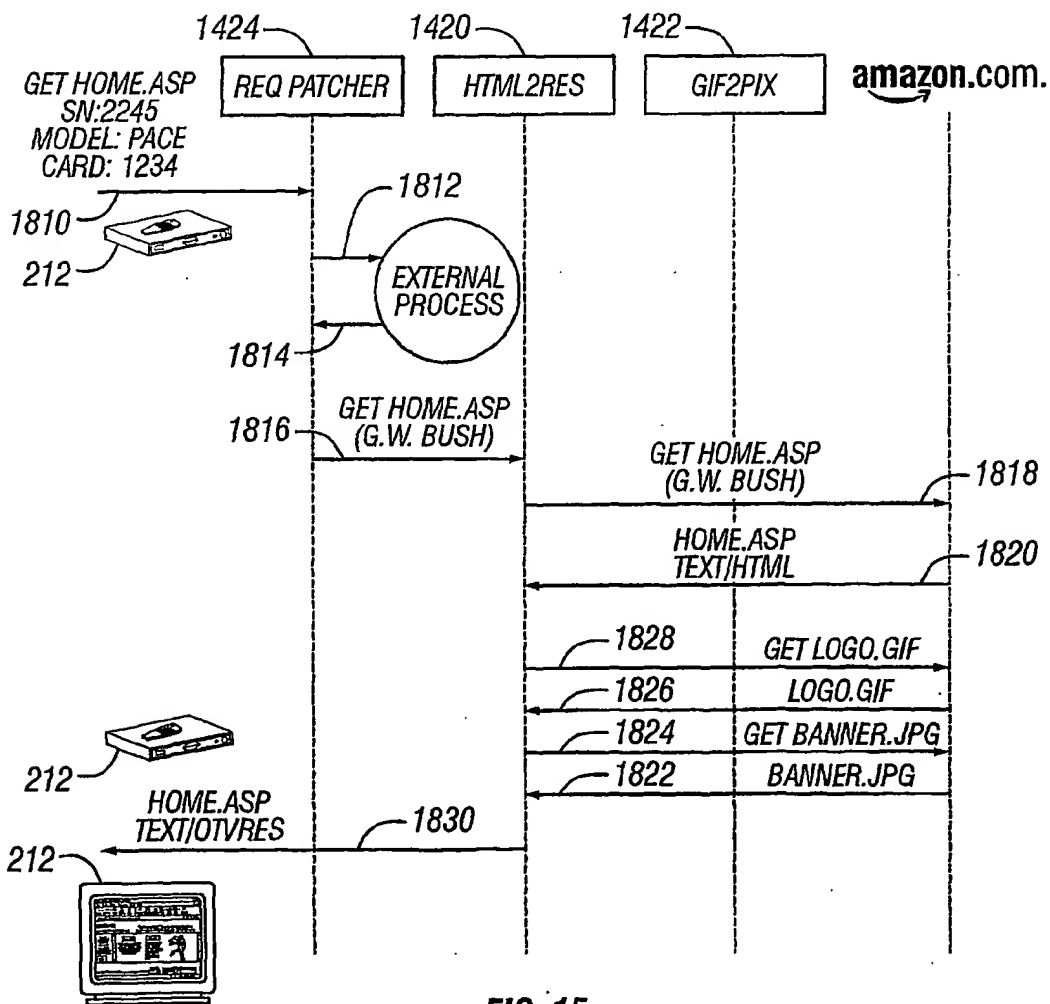 1424
1420
1422
GET HOME.ASP
SN:2245
MODEL: PACE
CARD: 1234
REQ PATCHER
HTML2RES
GIF2PIX
amazon.com.
1810
212
1812
EXTERNAL
PROCESS
1814
GET HOME.ASP
(G.W. BUSH)
1816
GET HOME.ASP
(G.W. BUSH)
1818
HOME.ASP
TEXT/HTML
1820
1828
GET LOGO.GIF
1826
LOGO.GIF
1824
GET BANNER.JPG
1822
BANNER.JPG
212
HOME.ASP
TEXT/OTVRES
1830
212
FIG. 15